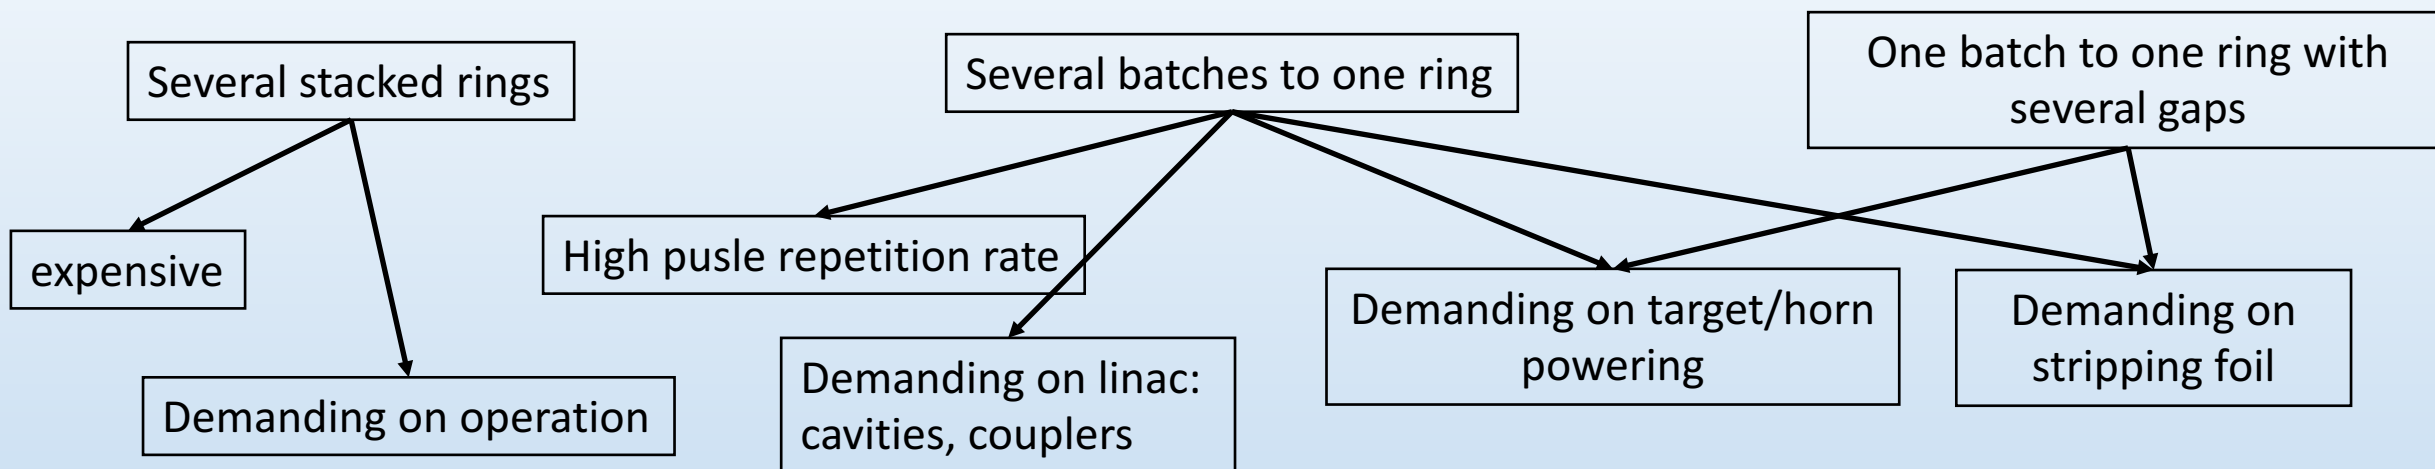 Several stacked rings
Several batches to one ring
One batch to one ring with
several gaps
expensive
High pusle repetition rate
Demanding on operation
Demanding on linac:
cavities, couplers
Demanding on target/horn
powering
Demanding on
stripping foil